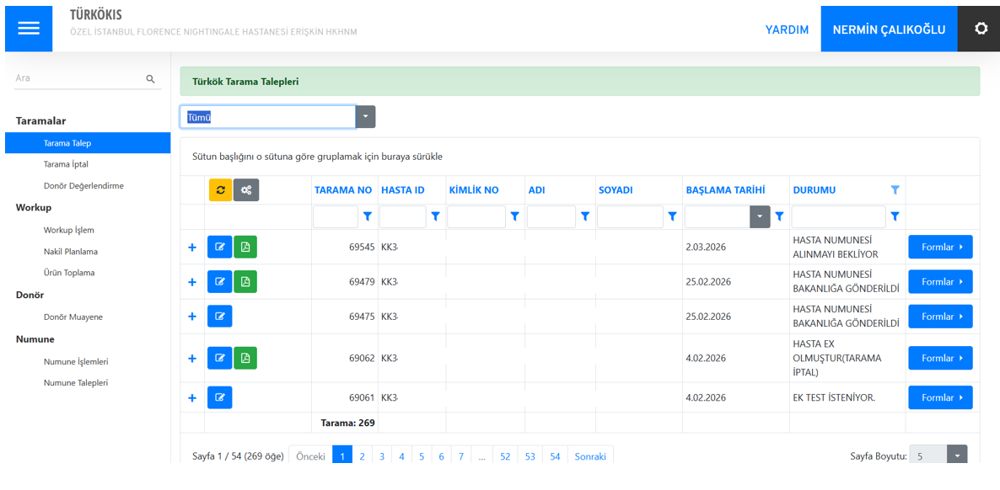 TÜRKÖKIS
ÖZEL İSTANBUL FLORENCE NIGHTINGALE HASTANESİ ERİŞKİN HKHNM
YARDIM
NERMİN ÇALIKOĞLU
Ara
Taramalar
Tarama Talep
Tarama İptal
Donör Değerlendirme
Workup
Workup İşlem
Nakil Planlama
Ürün Toplama
Donör
Donör Muayene
Numune
Numune İşlemleri
Numune Talepleri
Türkök Tarama Talepleri
Tümü
Sütun başlığını o sütuna göre gruplamak için buraya sürükle
TARAMA NO HASTA ID KİMLİK NO ADI SOYADI BAŞLAMA TARİHİ DURUMU
69545 KK3 2.03.2026 HASTA NUMUNESİ ALINMAYI BEKLİYOR Formlar
69479 KK3 25.02.2026 HASTA NUMUNESİ BAKANLIĞA GÖNDERİLDİ Formlar
69475 KK3 25.02.2026 HASTA NUMUNESİ BAKANLIĞA GÖNDERİLDİ Formlar
69062 KK3 4.02.2026 HASTA EX OLMUŞTUR(TARAMA İPTAL) Formlar
69061 KK3 4.02.2026 EK TEST İSTENİYOR. Formlar
Tarama: 269
Sayfa 1 / 54 (269 öğe) Önceki 1 2 3 4 5 6 7 ... 52 53 54 Sonraki Sayfa Boyutu: 5